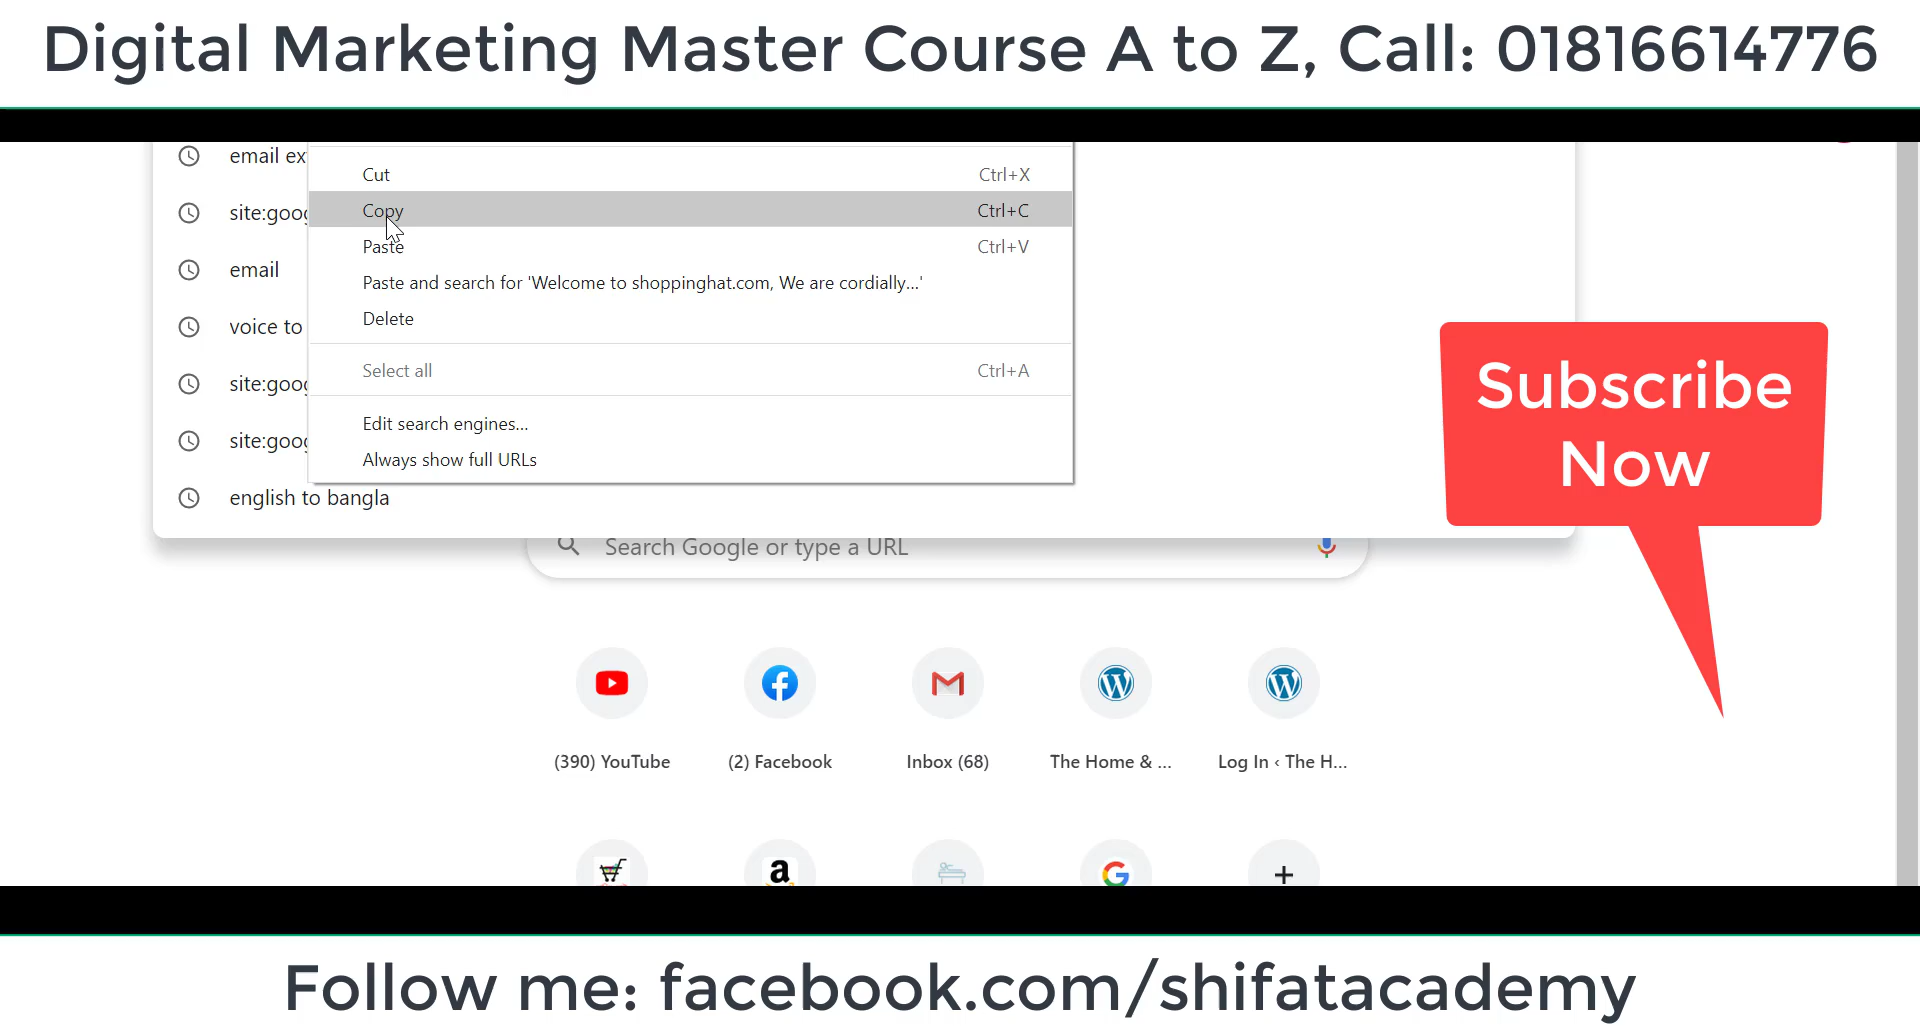 Digital Marketing Master Course A to Z, Call: 01816614776
email ex
Cut Ctrl+X
site:goog
Copy Ctrl+C
Paste Ctrl+V
email
Paste and search for 'Welcome to shoppinghat.com, We are cordially...'
voice to
Delete
site:goog
Select all Ctrl+A
site:goog
Edit search engines...
Always show full URLs
english to bangla
Subscribe
Now
Search Google or type a URL
(390) YouTube (2) Facebook Inbox (68) The Home & ... Log In ‹ The H...
Follow me: facebook.com/shifatacademy